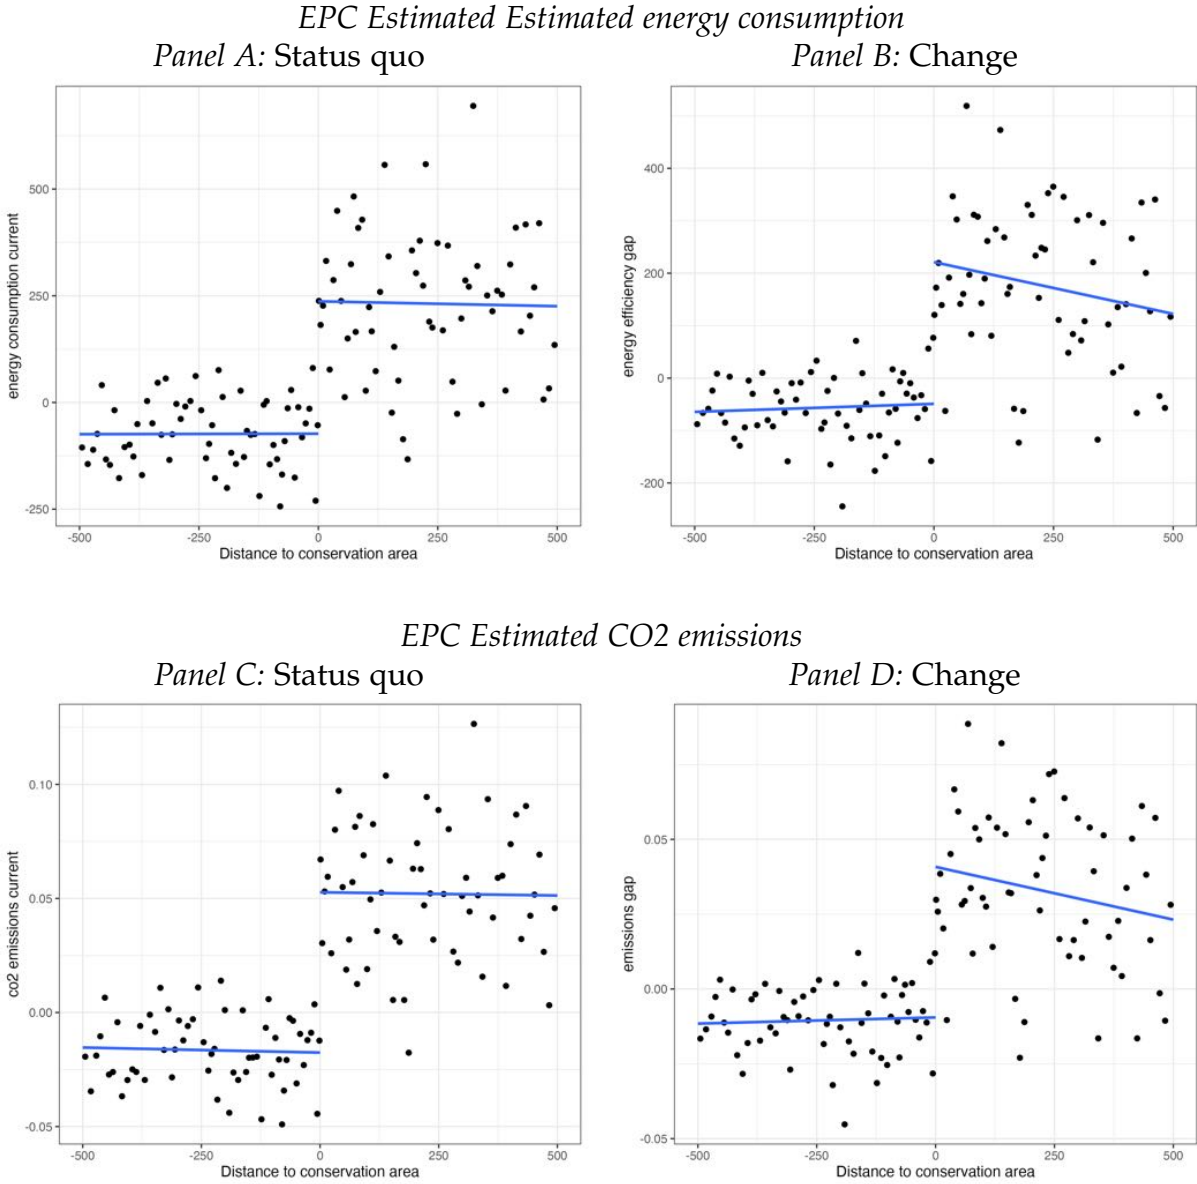 EPC Estimated Estimated energy consumption
Panel A: Status quo
Panel B: Change
energy consumption current
500
250
0
-250
-500
-250
0
250
500
Distance to conservation area
energy efficiency gap
400
200
0
-200
-500
-250
0
250
500
Distance to conservation area
EPC Estimated CO2 emissions
Panel C: Status quo
Panel D: Change
co2 emissions current
0.10
0.05
0.00
-0.05
-500
-250
0
250
500
Distance to conservation area
emissions gap
0.05
0.00
-0.05
-500
-250
0
250
500
Distance to conservation area